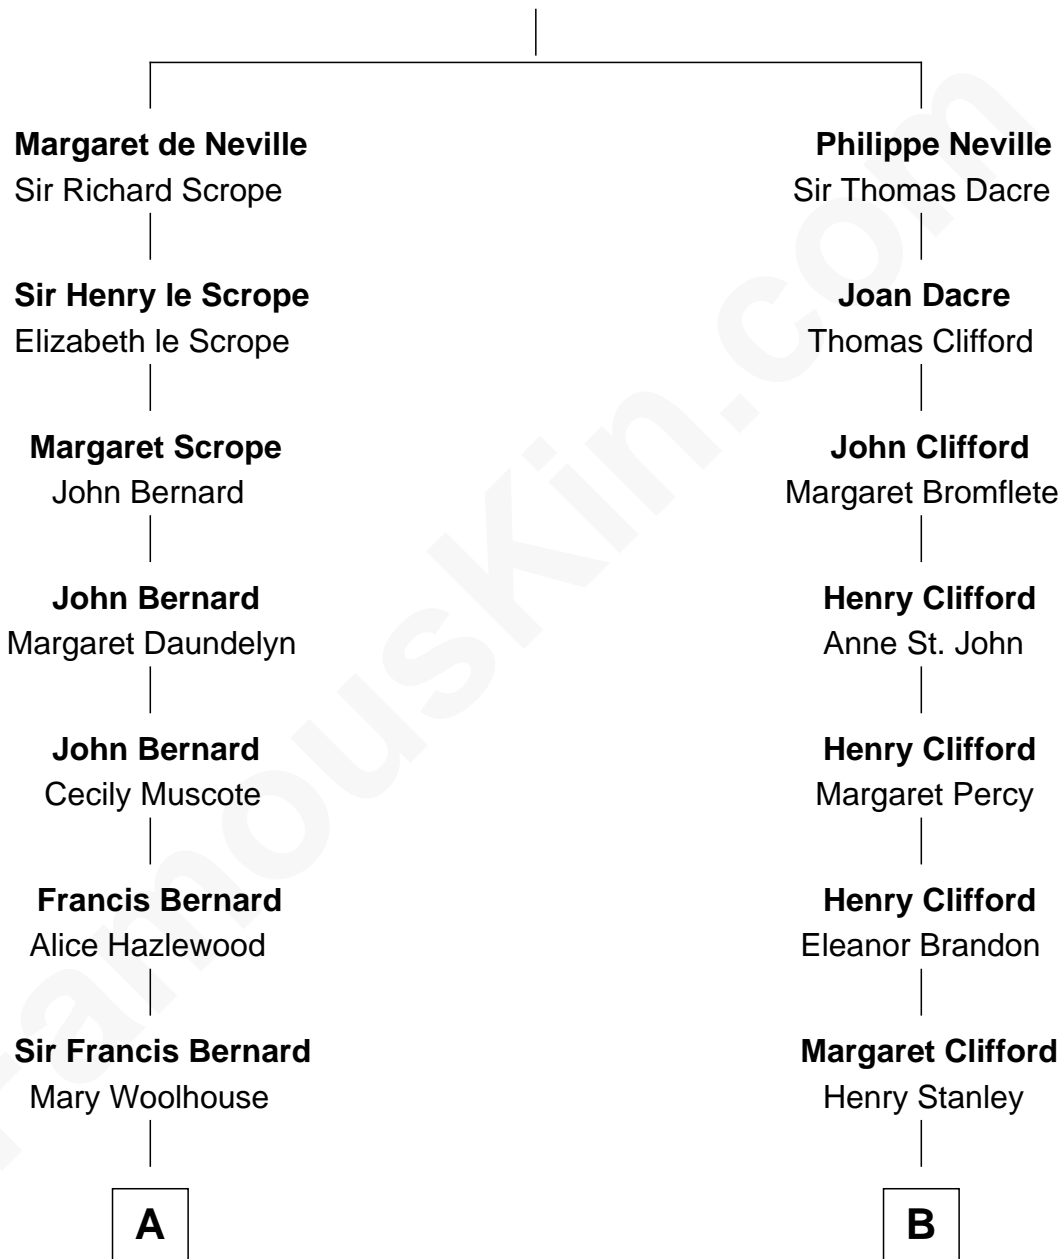 Margaret de Neville
Sir Richard Scrope
Sir Henry le Scrope
Elizabeth le Scrope
Margaret Scrope
John Bernard
John Bernard
Margaret Daundelyn
John Bernard
Cecily Muscote
Francis Bernard
Alice Hazlewood
Sir Francis Bernard
Mary Woolhouse
A
Philippe Neville
Sir Thomas Dacre
Joan Dacre
Thomas Clifford
John Clifford
Margaret Bromflete
Henry Clifford
Anne St. John
Henry Clifford
Margaret Percy
Henry Clifford
Eleanor Brandon
Margaret Clifford
Henry Stanley
B
FamousKin.com